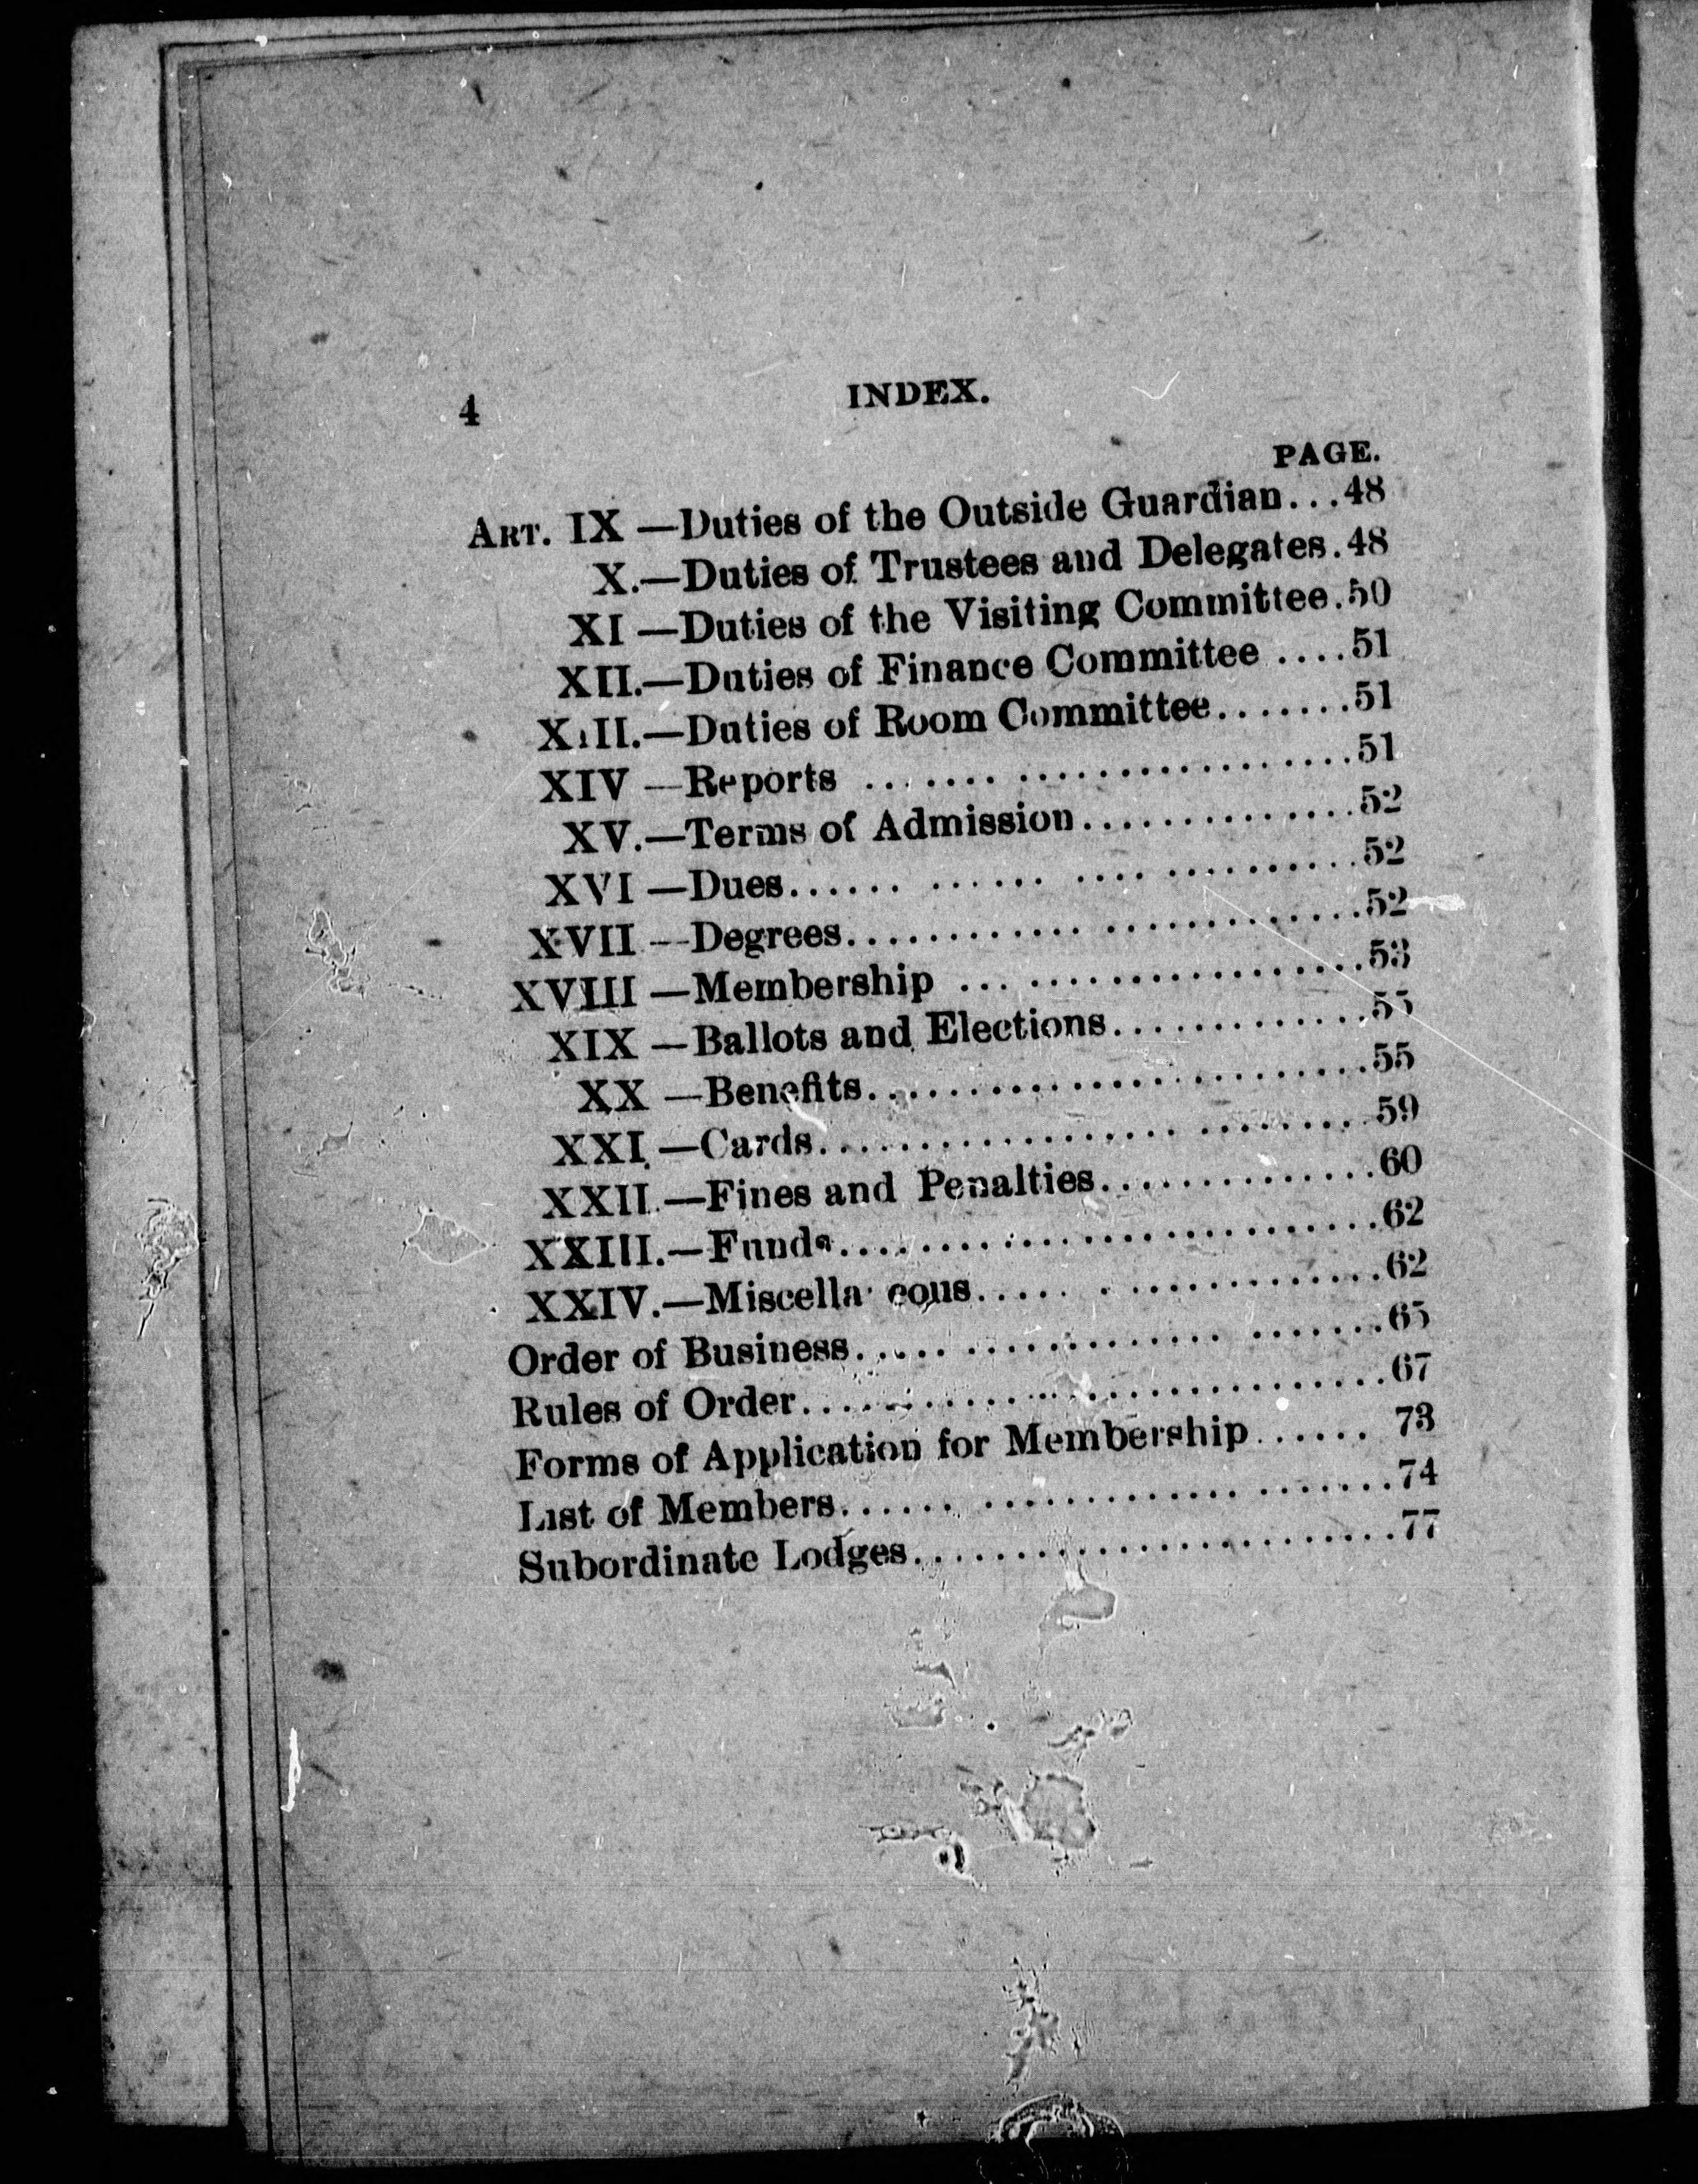 4 INDEX.
PAGE.
ART. IX —Duties of the Outside Guardian...48
X.—Duties of Trustees and Delegates.48
XI —Duties of the Visiting Committee.50
XII.—Duties of Finance Committee ....51
XIII.—Duties of Room Committee.......51
XIV —Reports ....... .................51
XV.—Terms of Admission..............52
XVI —Dues...... ...... .... ..........52
XVII —Degrees............ .............52
XVIII —Membership ... .................53
XIX —Ballots and Elections.............55
XX —Benefits.........................55
XXI —Cards.................. .........59
XXII.—Fines and Penalties..............60
XXIII.—Funds...........................62
XXIV.—Miscella eous..... . .............62
Order of Business..... ............. .......65
Rules of Order.............................67
Forms of Application for Membership...... 73
List of Members...... ............. .......74
Subordinate Lodges........................77